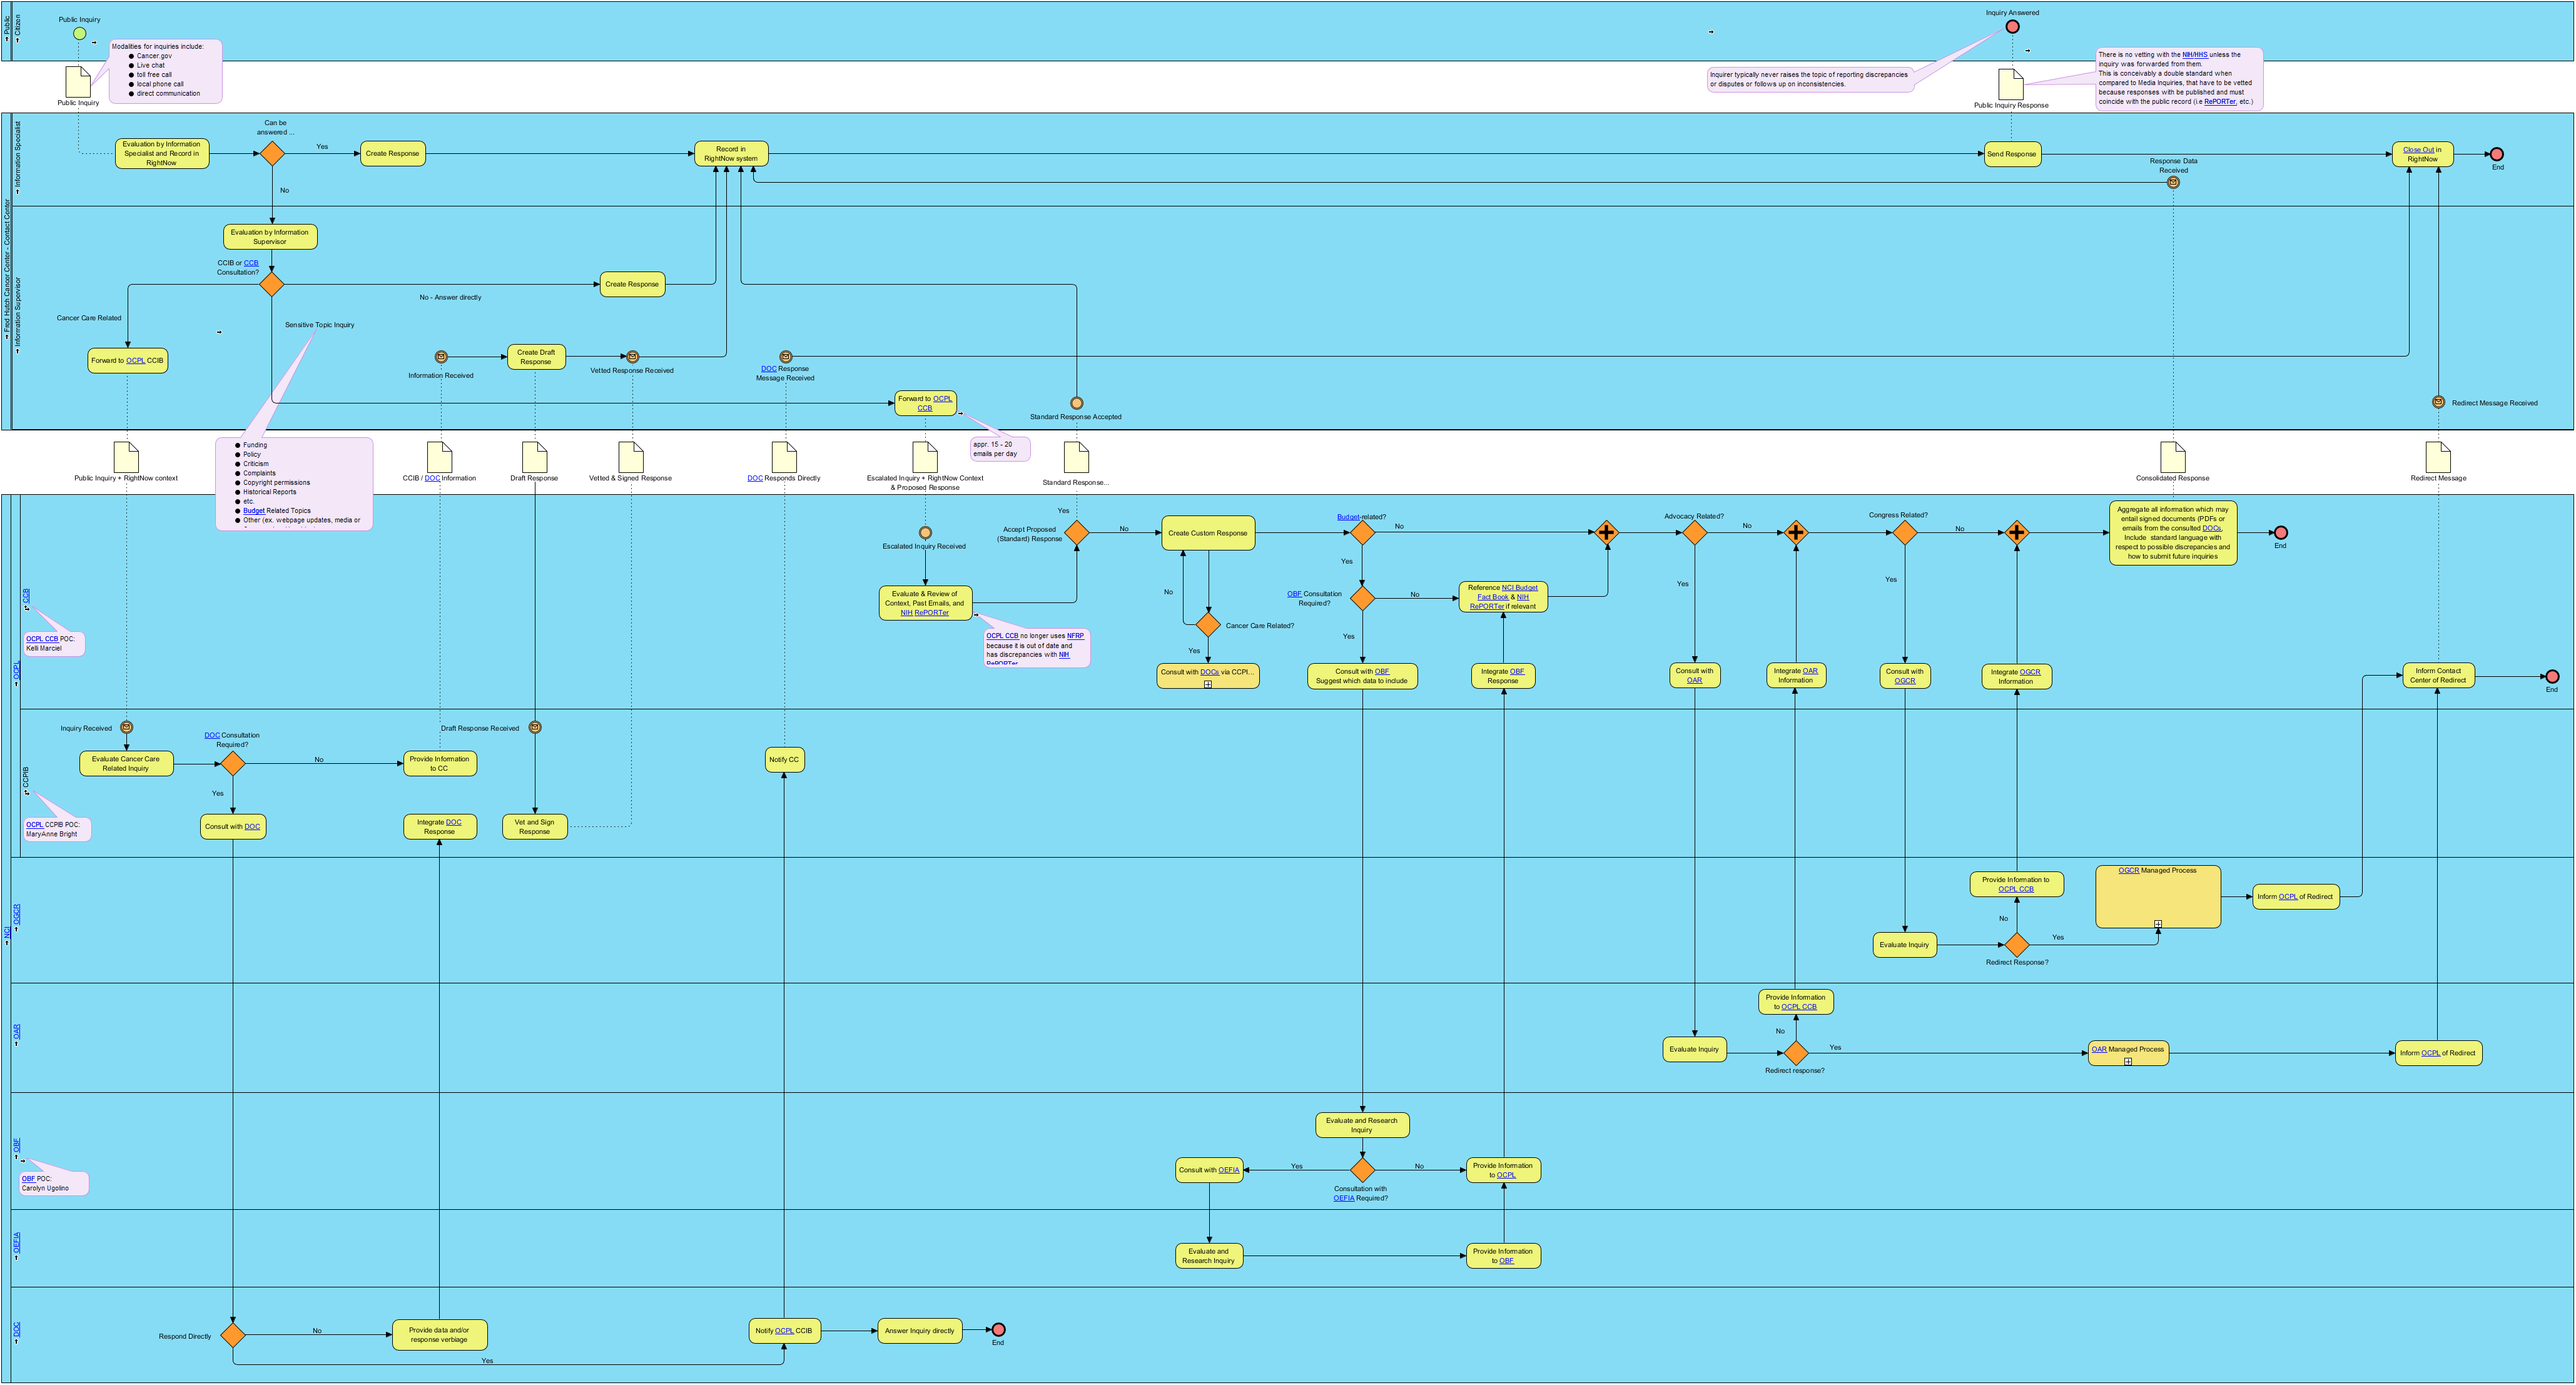 Public
Citizen
Public Inquiry
Modalities for inquiries include:
● Cancer.gov
● Live chat
● toll free call
● local phone call
● direct communication
Public Inquiry
Inquiry Answered
Inquirer typically never raises the topic of reporting discrepancies
or disputes or follows up on inconsistencies.
There is no vetting with the NIH/HHS unless the
inquiry was forwarded from them.
This is conceivably a double standard when
compared to Media Inquiries, that have to be vetted
because responses with be published and must
coincide with the public record (i.e RePORTer, etc.)
Public Inquiry Response
Fred Hutch Cancer Center - Contact Center
Information Specialist
Evaluation by Information
Specialist and Record in
RightNow
Can be
answered ...
Yes
No
Create Response
Record in
RightNow system
Send Response
Response Data
Received
Close Out in
RightNow
End
Information Supervisor
Evaluation by Information
Supervisor
CCIB or CCB
Consultation?
No - Answer directly
Create Response
Cancer Care Related
Sensitive Topic Inquiry
Forward to OCPL CCIB
Information Received
Create Draft
Response
Vetted Response Received
DOC Response
Message Received
Forward to OCPL
CCB
Standard Response Accepted
Redirect Message Received
appr. 15 - 20
emails per day
● Funding
● Policy
● Criticism
● Complaints
● Copyright permissions
● Historical Reports
● etc.
● Budget Related Topics
● Other (ex. webpage updates, media or
Public Inquiry + RightNow context
CCIB / DOC Information
Draft Response
Vetted & Signed Response
DOC Responds Directly
Escalated Inquiry + RightNow Context
& Proposed Response
Standard Response...
Consolidated Response
Redirect Message
NCI
OCPL
CCB
OCPL CCB POC:
Kelli Marciel
Escalated Inquiry Received
Evaluate & Review of
Context, Past Emails, and
NIH RePORTer
OCPL CCB no longer uses NFRP
because it is out of date and
has discrepancies with NIH
RePORTer
Yes
Accept Proposed
(Standard) Response
No
Create Custom Response
No
Cancer Care Related?
Yes
Consult with DOCs via CCPI...
Budget-related?
No
Yes
OBF Consultation
Required?
No
Yes
Reference NCI Budget
Fact Book & NIH
RePORTer if relevant
Consult with OBF
Suggest which data to include
Integrate OBF
Response
Advocacy Related?
No
Yes
Consult with
OAR
Integrate OAR
Information
Congress Related?
No
Yes
Consult with
OGCR
Integrate OGCR
Information
Aggregate all information which may
entail signed documents (PDFs or
emails from the consulted DOCs,
Include standard language with
respect to possible discrepancies and
how to submit future inquiries
End
Inform Contact
Center of Redirect
End
CCPIB
OCPL CCPIB POC:
MaryAnne Bright
Inquiry Received
Evaluate Cancer Care
Related Inquiry
DOC Consultation
Required?
No
Yes
Provide Information
to CC
Consult with DOC
Integrate DOC
Response
Draft Response Received
Vet and Sign
Response
Notify CC
OGCR
Evaluate Inquiry
Provide Information to
OCPL CCB
No
Yes
Redirect Response?
OGCR Managed Process
Inform OCPL of Redirect
OAR
Evaluate Inquiry
Provide Information
to OCPL CCB
No
Yes
Redirect response?
OAR Managed Process
Inform OCPL of Redirect
OBF
OBF POC:
Carolyn Ugolino
Evaluate and Research
Inquiry
Consult with OEFIA
Yes
No
Consultation with
OEFIA Required?
Provide Information
to OCPL
OEFIA
Evaluate and
Research Inquiry
Provide Information
to OBF
DOC
Respond Directly
No
Yes
Provide data and/or
response verbiage
Notify OCPL CCIB
Answer Inquiry directly
End